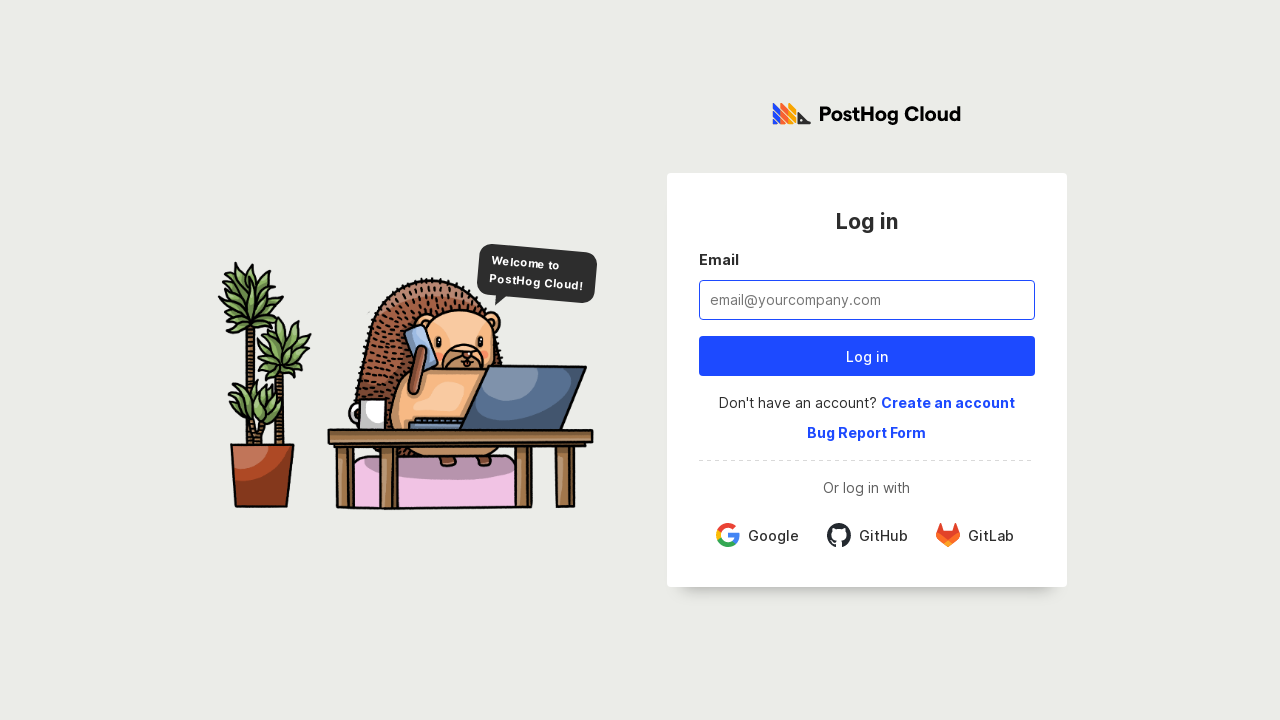 PostHog Cloud
Welcome to
PostHog Cloud!
Log in
Email
email@yourcompany.com
Log in
Don't have an account? Create an account
Bug Report Form
Or log in with
Google
GitHub
GitLab